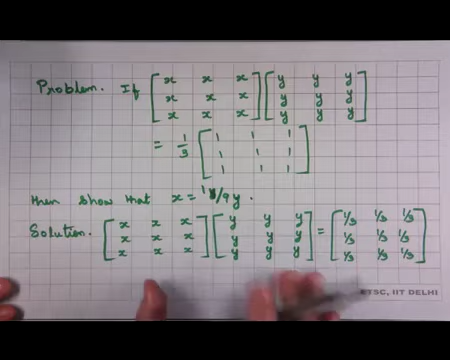 Problem. If [x x x] [y y y]
[x x x] [y y y]
[x x x] [y y y]
= 1/3 [1 1 1]
[1 1 1]
[1 1 1]
then show that x = 1/9y.
Solution. [x x x] [y y y] = [1/3 1/3 1/3]
[x x x] [y y y] [1/3 1/3 1/3]
[x x x] [y y y] [1/3 1/3 1/3]
ETSC, IIT DELHI